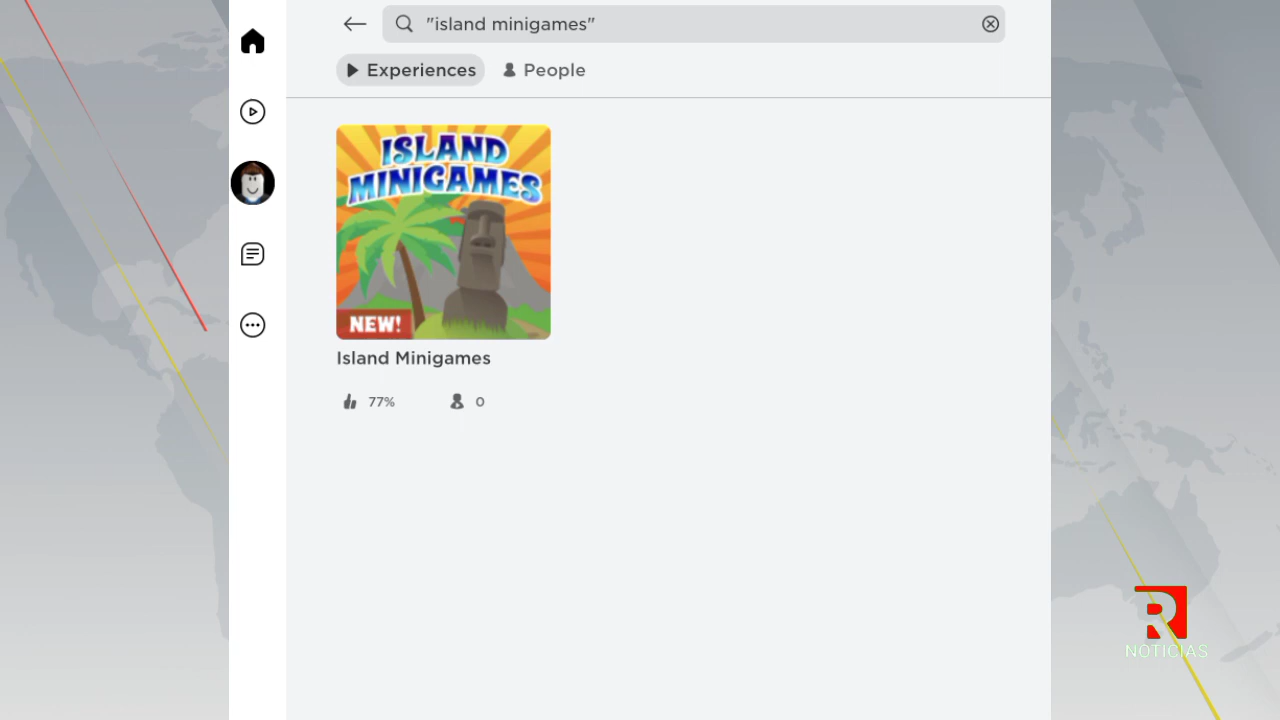 "island minigames"
Experiences
People
ISLAND
MINIGAMES
NEW!
Island Minigames
77%
0
R
NOTICIAS